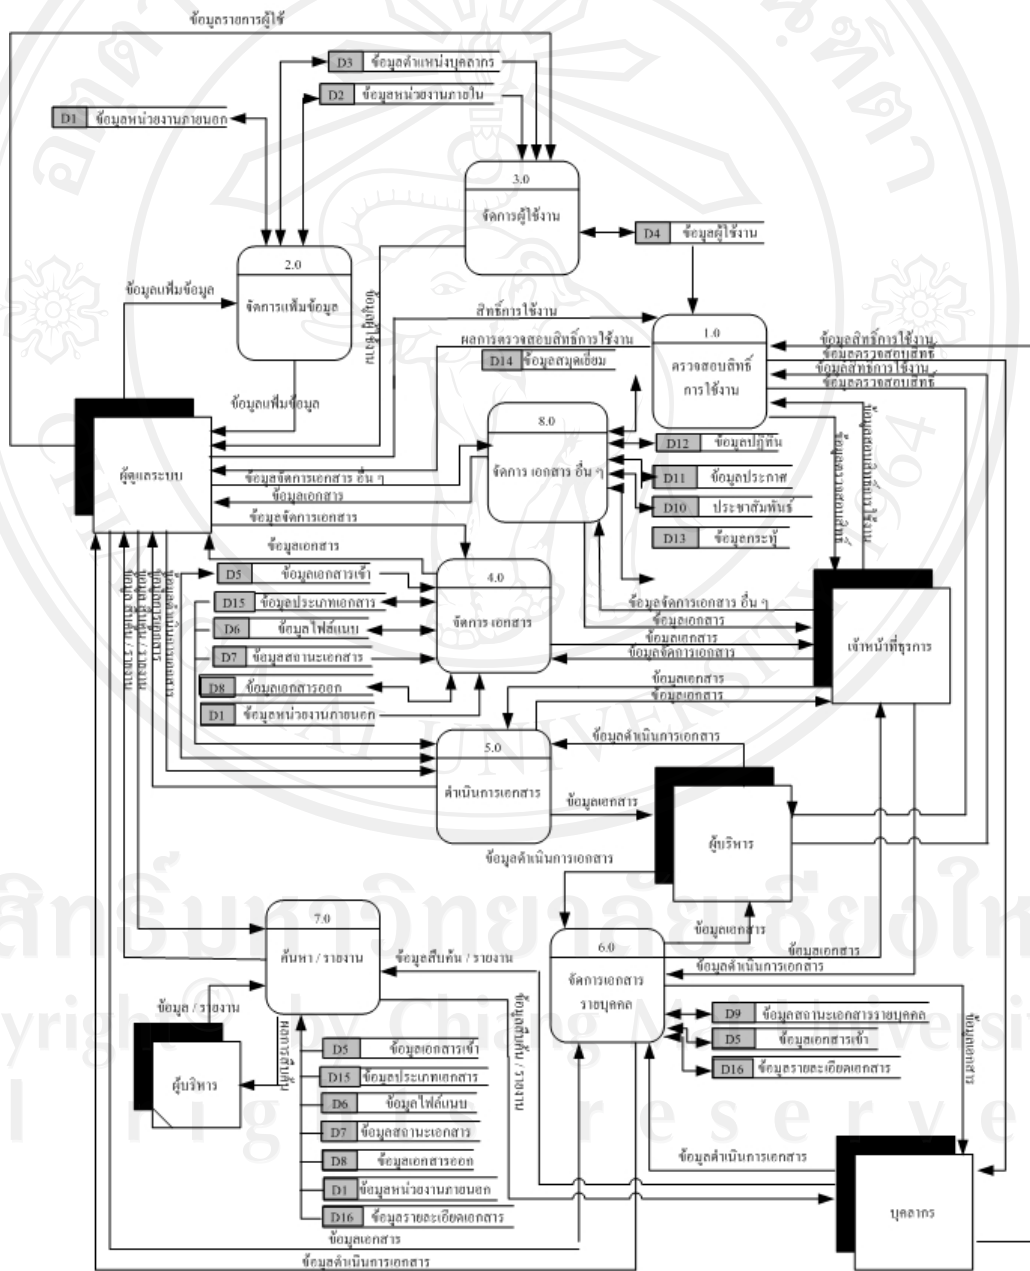 ข้อมูลรายการผู้ใช้
D3 ข้อมูลตำแหน่งบุคลากร
D2 ข้อมูลหน่วยงานภายใน
D1 ข้อมูลหน่วยงานภายนอก
3.0
จัดการผู้ใช้งาน
D4 ข้อมูลผู้ใช้งาน
2.0
จัดการแฟ้มข้อมูล
ข้อมูลแฟ้มข้อมูล
ข้อมูลผู้ใช้งาน
สิทธิ์การใช้งาน
1.0
ตรวจสอบสิทธิ์
การใช้งาน
ผลการตรวจสอบสิทธิ์การใช้งาน
D14 ข้อมูลสมุดเยี่ยม
ข้อมูลสิทธิ์การใช้งาน
ข้อมูลตรวจสอบสิทธิ์
ข้อมูลสิทธิ์การใช้งาน
ข้อมูลตรวจสอบสิทธิ์
ข้อมูลแฟ้มข้อมูล
8.0
จัดการ เอกสาร อื่น ๆ
D12 ข้อมูลปฏิทิน
D11 ข้อมูลประกาศ
D10 ประชาสัมพันธ์
D13 ข้อมูลกระทู้
ข้อมูลตรวจสอบสิทธิ์
ผู้ดูแลระบบ
ข้อมูลจัดการเอกสาร อื่น ๆ
ข้อมูลเอกสาร
ข้อมูลจัดการเอกสาร
ข้อมูลเอกสาร
4.0
จัดการ เอกสาร
D5 ข้อมูลเอกสารเข้า
D15 ข้อมูลประเภทเอกสาร
D6 ข้อมูลไฟล์แนบ
D7 ข้อมูลสถานะเอกสาร
D8 ข้อมูลเอกสารออก
D1 ข้อมูลหน่วยงานภายนอก
ข้อมูลจัดการเอกสาร อื่น ๆ
ข้อมูลเอกสาร
ข้อมูลเอกสาร
ข้อมูลจัดการเอกสาร
ข้อมูลเอกสาร
ข้อมูลเอกสาร
เจ้าหน้าที่ธุรการ
5.0
ดำเนินการเอกสาร
ข้อมูลดำเนินการเอกสาร
ข้อมูลเอกสาร
ผู้บริหาร
ข้อมูลดำเนินการเอกสาร
ข้อมูลเอกสาร
7.0
ค้นหา / รายงาน
ข้อมูลสืบค้น / รายงาน
6.0
จัดการเอกสาร
รายบุคคล
ข้อมูลเอกสาร
ข้อมูลดำเนินการเอกสาร
ข้อมูล / รายงาน
ผลการสืบค้น
ข้อมูลสืบค้น / รายงาน
D9 ข้อมูลสถานะเอกสารรายบุคคล
D5 ข้อมูลเอกสารเข้า
D16 ข้อมูลรายละเอียดเอกสาร
ข้อมูลเอกสาร
ผู้บริหาร
D5 ข้อมูลเอกสารเข้า
D15 ข้อมูลประเภทเอกสาร
D6 ข้อมูลไฟล์แนบ
D7 ข้อมูลสถานะเอกสาร
D8 ข้อมูลเอกสารออก
D1 ข้อมูลหน่วยงานภายนอก
D16 ข้อมูลรายละเอียดเอกสาร
ข้อมูลดำเนินการเอกสาร
บุคลากร
ข้อมูลเอกสาร
ข้อมูลดำเนินการเอกสาร